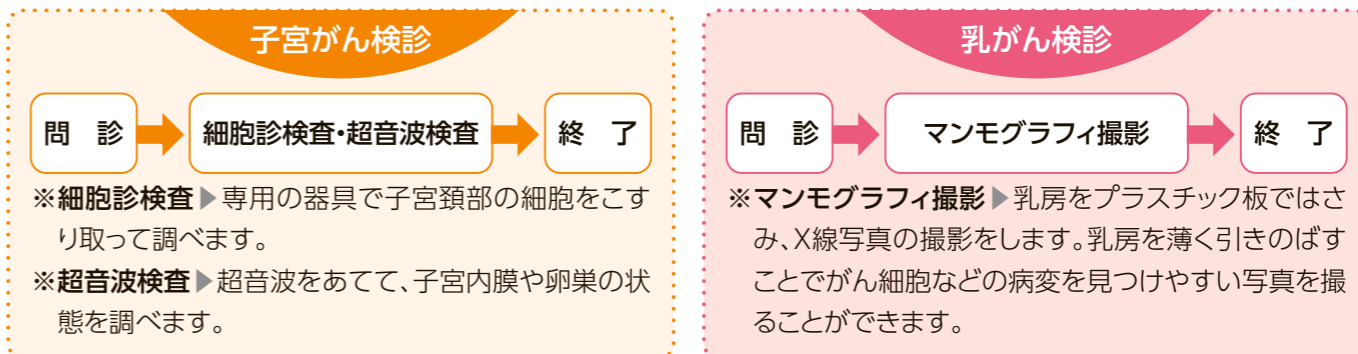 子宮がん検診
問　診
細胞診検査・超音波検査
終　了
※細胞診検査▶専用の器具で子宮頚部の細胞をこす
り取って調べます。
※超音波検査▶超音波をあてて、子宮内膜や卵巣の状
態を調べます。
乳がん検診
問　診
マンモグラフィ撮影
終　了
※マンモグラフィ撮影▶乳房をプラスチック板ではさ
み、X線写真の撮影をします。乳房を薄く引きのばす
ことでがん細胞などの病変を見つけやすい写真を撮
ることができます。